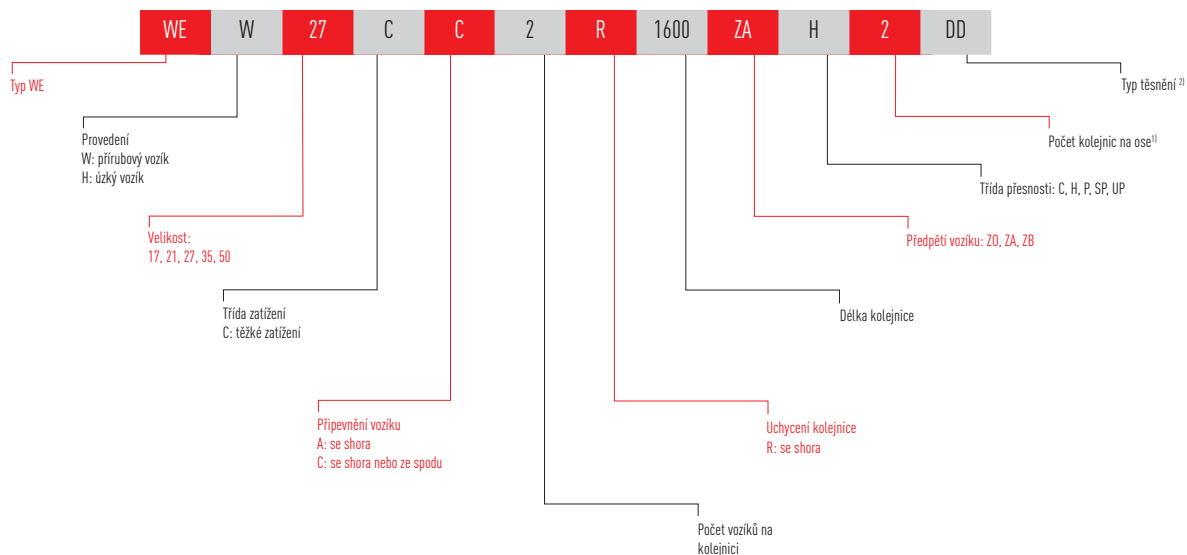 WE W 27 C C 2 R 1600 ZA H 2 DD
Typ WE
Typ těsnění 2)
Provedení
W: přírubový vozík
H: úzký vozík
Počet kolejnic na ose1)
Třída přesnosti: C, H, P, SP, UP
Velikost:
17, 21, 27, 35, 50
Předpětí vozíku: Z0, ZA, ZB
Třída zatížení
C: těžké zatížení
Délka kolejnice
Připevnění vozíku
A: se shora
C: se shora nebo ze spodu
Uchycení kolejnice
R: se shora
Počet vozíků na
kolejnici